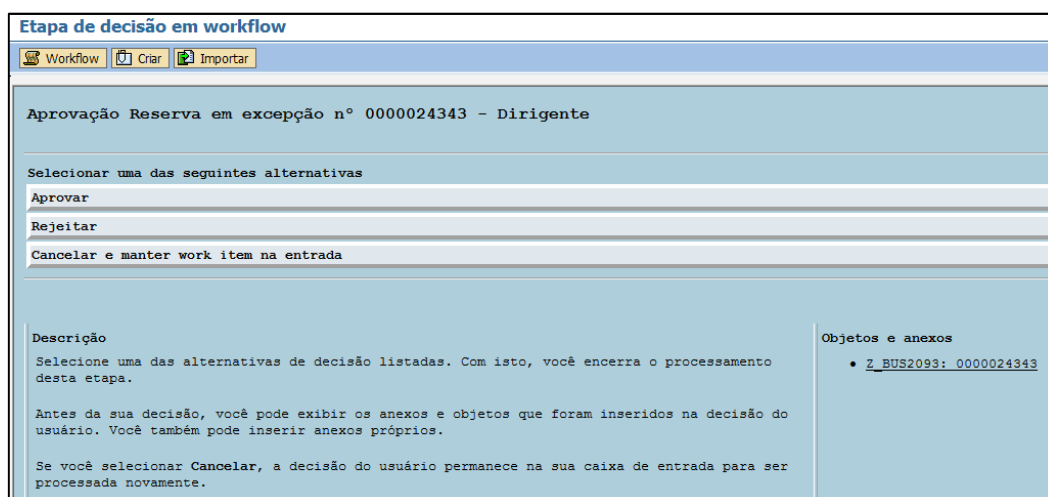 Etapa de decisão em workflow
Workflow Criar Importar
Aprovação Reserva em excepção nº 0000024343 - Dirigente
Selecionar uma das seguintes alternativas
Aprovar
Rejeitar
Cancelar e manter work item na entrada
Descrição
Selecione uma das alternativas de decisão listadas. Com isto, você encerra o processamento
desta etapa.
Antes da sua decisão, você pode exibir os anexos e objetos que foram inseridos na decisão do
usuário. Você também pode inserir anexos próprios.
Se você selecionar Cancelar, a decisão do usuário permanece na sua caixa de entrada para ser
processada novamente.
Objetos e anexos
• Z_BUS2093: 0000024343